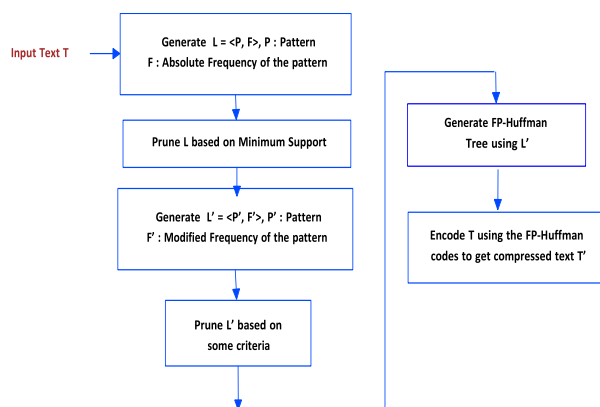 Input Text T
Generate L = <P, F>, P : Pattern
F : Absolute Frequency of the pattern
Prune L based on Minimum Support
Generate L’ = <P’, F’>, P’ : Pattern
F’ : Modified Frequency of the pattern
Prune L’ based on
some criteria
Generate FP-Huffman
Tree using L’
Encode T using the FP-Huffman
codes to get compressed text T’